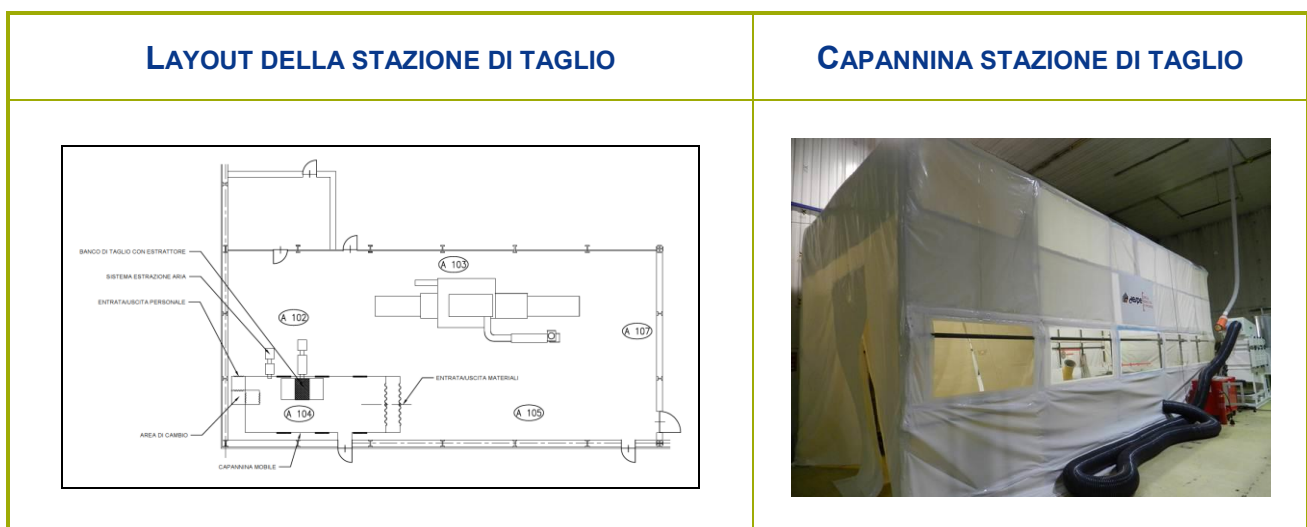 LAYOUT DELLA STAZIONE DI TAGLIO
CAPANNINA STAZIONE DI TAGLIO
BANCO DI TAGLIO CON ESTRATTORE
SISTEMA ESTRAZIONE ARIA
ENTRATA/USCITA PERSONALE
A 103
A 102
A 107
ENTRATA/USCITA MATERIALI
A 104
A 105
AREA DI CAMBIO
CAPANNINA MOBILE